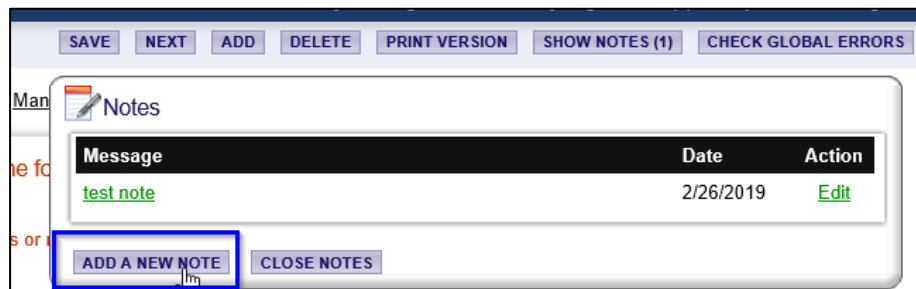 SAVE NEXT ADD DELETE PRINT VERSION SHOW NOTES (1) CHECK GLOBAL ERRORS
Man
Notes
Message Date Action
test note 2/26/2019 Edit
s or
ADD A NEW NOTE CLOSE NOTES